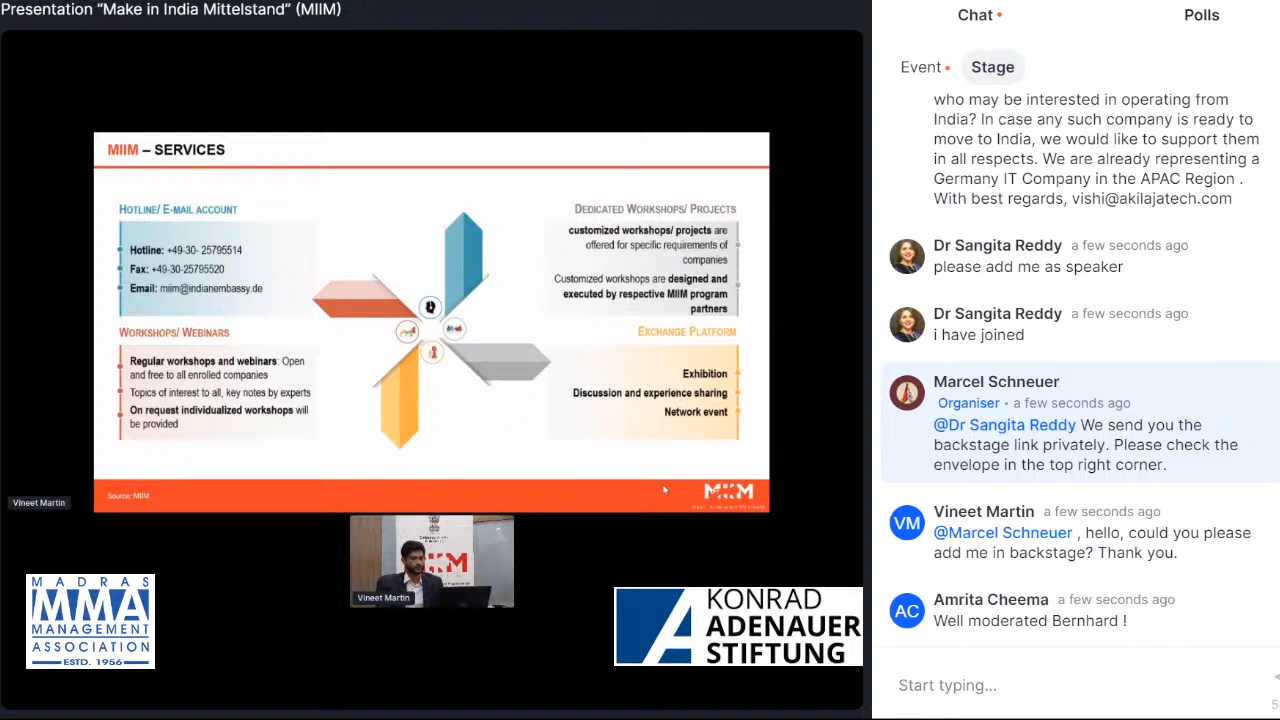 Presentation “Make in India Mittelstand” (MIIM)
MIIM – SERVICES
HOTLINE/ E-MAIL ACCOUNT
Hotline: +49-30- 25795514
Fax: +49-30-25795520
Email: miim@indianembassy.de
WORKSHOPS/ WEBINARS
Regular workshops and webinars: Open
and free to all enrolled companies
Topics of interest to all, key notes by experts
On request individualized workshops will
be provided
DEDICATED WORKSHOPS/ PROJECTS
customized workshops/ projects are
offered for specific requirements of
companies
Customized workshops are designed and
executed by respective MIIM program
partners
EXCHANGE PLATFORM
Exhibition
Discussion and experience sharing
Network event
Source: MIIM
MIIM
Vineet Martin
Vineet Martin
MADRAS
MMA
MANAGEMENT
ASSOCIATION
ESTD. 1956
KONRAD
ADENAUER
STIFTUNG
Chat
Polls
Event
Stage
who may be interested in operating from
India? In case any such company is ready to
move to India, we would like to support them
in all respects. We are already representing a
Germany IT Company in the APAC Region .
With best regards, vishi@akilajatech.com
Dr Sangita Reddy a few seconds ago
please add me as speaker
Dr Sangita Reddy a few seconds ago
i have joined
Marcel Schneuer
Organiser • a few seconds ago
@Dr Sangita Reddy We send you the
backstage link privately. Please check the
envelope in the top right corner.
VM
Vineet Martin a few seconds ago
@Marcel Schneuer , hello, could you please
add me in backstage? Thank you.
AC
Amrita Cheema a few seconds ago
Well moderated Bernhard !
Start typing...